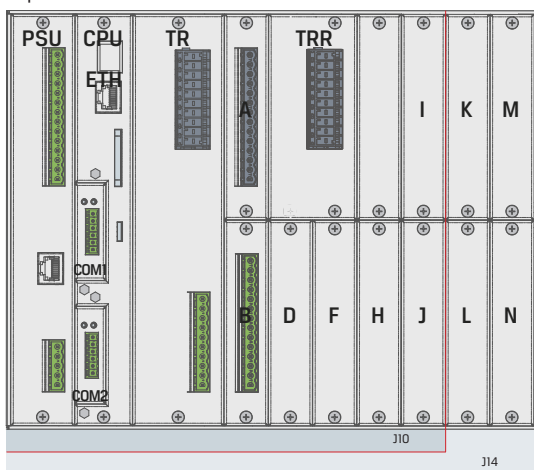 PSU CPU TR TRR
ETH
A I K M
COM1
B D F H J L N
COM2
J10
J14